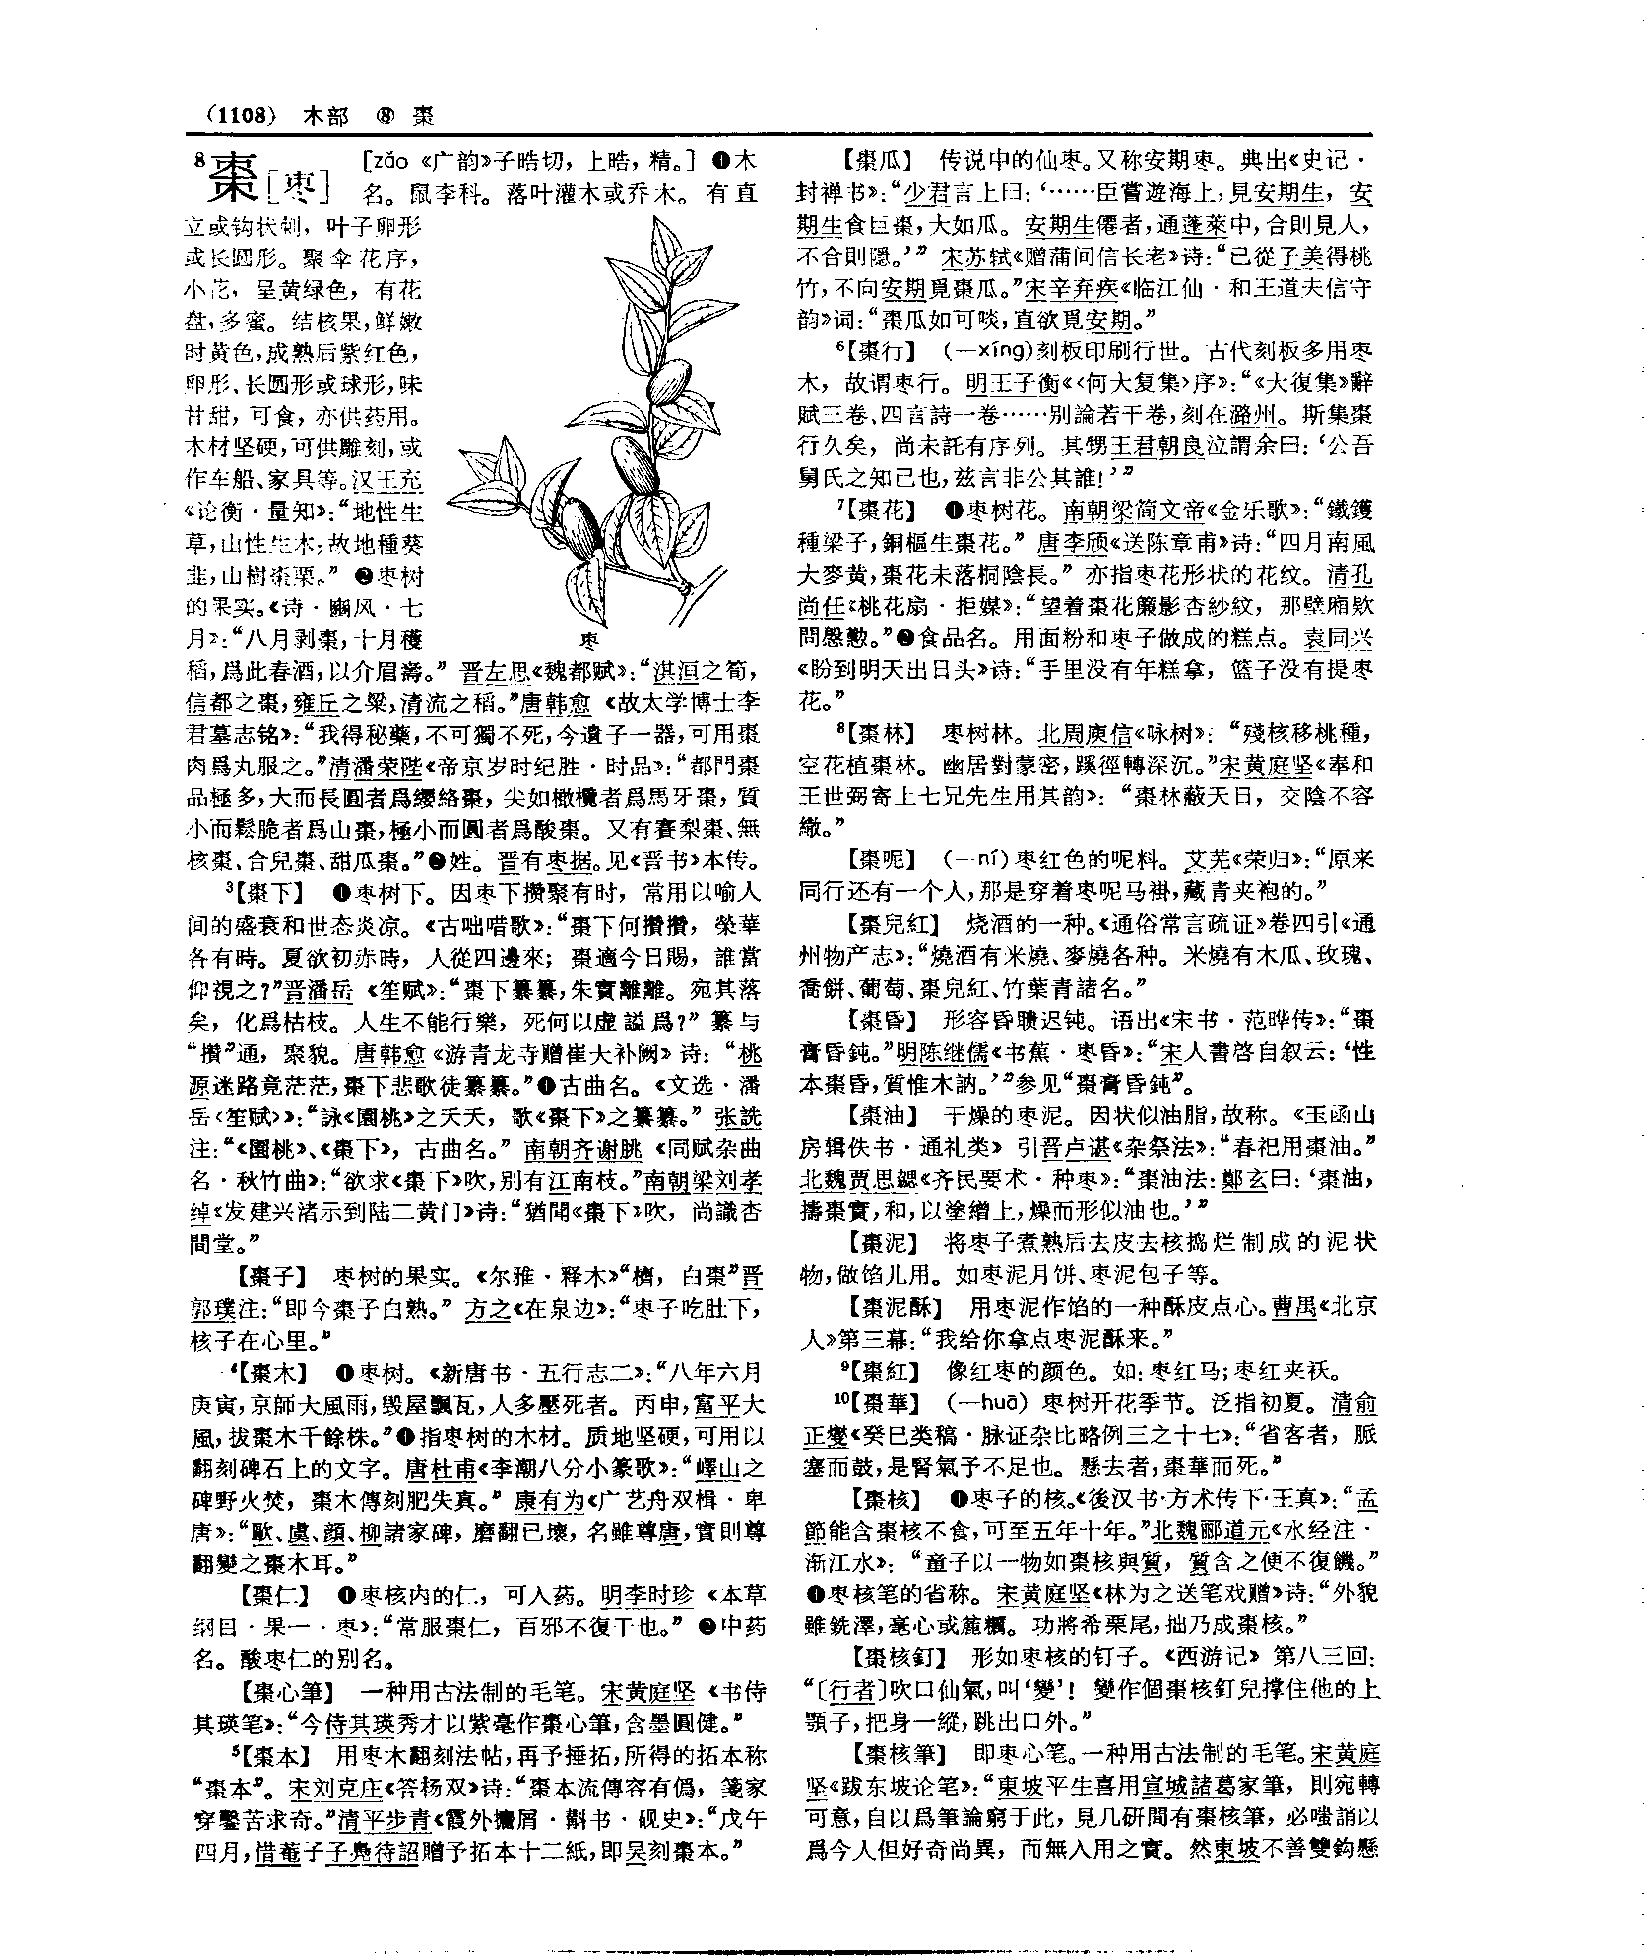 (1108) 木部 ⑧ 棗
8棗[枣] [zǎo 《广韵》子晧切，上晧，精。] ❶木
名。鼠李科。落叶灌木或乔木。有直
立或钩状刺，叶子卵形
或长圆形。聚伞花序，
小花，呈黄绿色，有花
盘，多蜜。结核果，鲜嫩
时黄色，成熟后紫红色，
卵形、长圆形或球形，味
甘甜，可食，亦供药用。
木材坚硬，可供雕刻，或
作车船、家具等。汉王充
《论衡·量知》：“地性生
草，山性生木；故地種葵
韭，山樹棗栗。” ❷枣树
的果实。《诗·豳风·七
月》：“八月剥棗，十月穫
枣
稻，爲此春酒，以介眉壽。” 晋左思《魏都赋》：“淇洹之筍，
信都之棗，雍丘之粱，清流之稻。”唐韩愈《故太学博士李
君墓志铭》：“我得秘藥，不可獨不死，今遺子一器，可用棗
肉爲丸服之。”清潘荣陛《帝京岁时纪胜·时品》：“都門棗
品極多，大而長圓者爲纓絡棗，尖如橄欖者爲馬牙棗，質
小而鬆脆者爲山棗，極小而圓者爲酸棗。又有賽梨棗、無
核棗、合兒棗、甜瓜棗。”❸姓。晋有枣据。见《晋书》本传。
3【棗下】 ❶枣树下。因枣下攒聚有时，常用以喻人
间的盛衰和世态炎凉。《古咄唶歌》：“棗下何攢攢，榮華
各有時。夏欲初赤時，人從四邊來；棗適今日賜，誰當
仰視之？”晋潘岳《笙赋》：“棗下纂纂，朱實離離。宛其落
矣，化爲枯枝。人生不能行樂，死何以虚謚爲？”纂与
“攢”通，聚貌。唐韩愈《游青龙寺赠崔大补阙》诗：“桃
源迷路竟茫茫，棗下悲歌徒纂纂。”❷古曲名。《文选·潘
岳〈笙赋〉》：“詠《園桃》之夭夭，歌《棗下》之纂纂。” 张銑
注：“《園桃》、《棗下》，古曲名。” 南朝齐谢朓《同赋杂曲
名·秋竹曲》：“欲求《棗下》吹，别有江南枝。”南朝梁刘孝
绰《发建兴渚示到陆二黄门》诗：“猶聞《棗下》吹，尚識杏
間堂。”
【棗子】 枣树的果实。《尔雅·释木》“櫅，白棗”晋
郭璞注：“即今棗子白熟。” 方之《在泉边》：“枣子吃肚下，
核子在心里。”
4【棗木】 ❶枣树。《新唐书·五行志二》：“八年六月
庚寅，京師大風雨，毁屋飄瓦，人多壓死者。丙申，富平大
風，拔棗木千餘株。”❷指枣树的木材。质地坚硬，可用以
翻刻碑石上的文字。唐杜甫《李潮八分小篆歌》：“嶧山之
碑野火焚，棗木傳刻肥失真。” 康有为《广艺舟双楫·卑
唐》：“歐、虞、顔、柳諸家碑，磨翻已壞，名雖尊唐，實則尊
翻變之棗木耳。”
【棗仁】 ❶枣核内的仁，可入药。明李时珍《本草
纲目·果一·枣》：“常服棗仁，百邪不復干也。” ❷中药
名。酸枣仁的别名。
【棗心筆】 一种用古法制的毛笔。宋黄庭坚《书侍
其瑛笔》：“今侍其瑛秀才以紫毫作棗心筆，含墨圓健。”
5【棗本】 用枣木翻刻法帖，再予捶拓，所得的拓本称
“棗本”。宋刘克庄《答杨双》诗：“棗本流傳容有僞，箋家
穿鑿苦求奇。”清平步青《霞外攟屑·斠书·砚史》：“戊午
四月，惜菴子子凫待詔贈予拓本十二紙，即吴刻棗本。”
【棗瓜】 传说中的仙枣。又称安期枣。典出《史记·
封禅书》：“少君言上曰：‘……臣嘗遊海上，見安期生，安
期生食巨棗，大如瓜。安期生僊者，通蓬萊中，合則見人，
不合則隱。’” 宋苏轼《赠蒲间信长老》诗：“已從子美得桃
竹，不向安期覓棗瓜。”宋辛弃疾《临江仙·和王道夫信守
韵》词：“棗瓜如可啖，直欲覓安期。”
6【棗行】 （－xíng）刻板印刷行世。古代刻板多用枣
木，故谓枣行。明王子衡《〈何大复集〉序》：“《大復集》辭
賦三卷、四言詩一卷……别論若干卷，刻在潞州。斯集棗
行久矣，尚未託有序列。其甥王君朝良泣謂余曰：‘公吾
舅氏之知己也，兹言非公其誰！’”
7【棗花】 ❶枣树花。南朝梁简文帝《金乐歌》：“鐵鑊
種梁子，銅樞生棗花。” 唐李颀《送陈章甫》诗：“四月南風
大麥黄，棗花未落桐陰長。” 亦指枣花形状的花纹。清孔
尚任《桃花扇·拒媒》：“望着棗花簾影杏紗紋，那壁廂欵
問慇懃。”❷食品名。用面粉和枣子做成的糕点。袁同兴
《盼到明天出日头》诗：“手里没有年糕拿，篮子没有提枣
花。”
8【棗林】 枣树林。北周庾信《咏树》：“殘核移桃種，
空花植棗林。幽居對蒙密，蹊徑轉深沉。”宋黄庭坚《奉和
王世弼寄上七兄先生用其韵》：“棗林蔽天日，交陰不容
繖。”
【棗呢】 （－ní）枣红色的呢料。艾芜《荣归》：“原来
同行还有一个人，那是穿着枣呢马褂，藏青夹袍的。”
【棗兒紅】 烧酒的一种。《通俗常言疏证》卷四引《通
州物产志》：“燒酒有米燒、麥燒各种。米燒有木瓜、玫瑰、
喬餅、葡萄、棗兒紅、竹葉青諸名。”
【棗昏】 形容昏聩迟钝。语出《宋书·范晔传》：“棗
膏昏鈍。”明陈继儒《书蕉·枣昏》：“宋人書啓自叙云：‘性
本棗昏，質惟木訥。’”参见“棗膏昏鈍”。
【棗油】 干燥的枣泥。因状似油脂，故称。《玉函山
房辑佚书·通礼类》引晋卢谌《杂祭法》：“春祀用棗油。”
北魏贾思勰《齐民要术·种枣》：“棗油法：鄭玄曰：‘棗油，
擣棗實，和，以塗繒上，燥而形似油也。’”
【棗泥】 将枣子煮熟后去皮去核捣烂制成的泥状
物，做馅儿用。如枣泥月饼、枣泥包子等。
【棗泥酥】 用枣泥作馅的一种酥皮点心。曹禺《北京
人》第三幕：“我给你拿点枣泥酥来。”
9【棗紅】 像红枣的颜色。如：枣红马；枣红夹袄。
10【棗華】 （－huā）枣树开花季节。泛指初夏。清俞
正燮《癸巳类稿·脉证杂比略例三之十七》：“省客者，脈
塞而鼓，是腎氣予不足也。懸去者，棗華而死。”
【棗核】 ❶枣子的核。《後汉书·方术传下·王真》：“孟
節能含棗核不食，可至五年十年。”北魏郦道元《水经注·
渐江水》：“童子以一物如棗核與質，質含之便不復饑。”
❷枣核笔的省称。宋黄庭坚《林为之送笔戏赠》诗：“外貌
雖銑澤，毫心或麄糲。功將希栗尾，拙乃成棗核。”
【棗核釘】 形如枣核的钉子。《西游记》第八三回：
“〔行者〕吹口仙氣，叫‘變’！變作個棗核釘兒撑住他的上
顎子，把身一縱，跳出口外。”
【棗核筆】 即枣心笔。一种用古法制的毛笔。宋黄庭
坚《跋东坡论笔》：“東坡平生喜用宣城諸葛家筆，則宛轉
可意，自以爲筆論窮于此，見几研間有棗核筆，必嗤誚以
爲今人但好奇尚異，而無入用之實。然東坡不善雙鈎懸